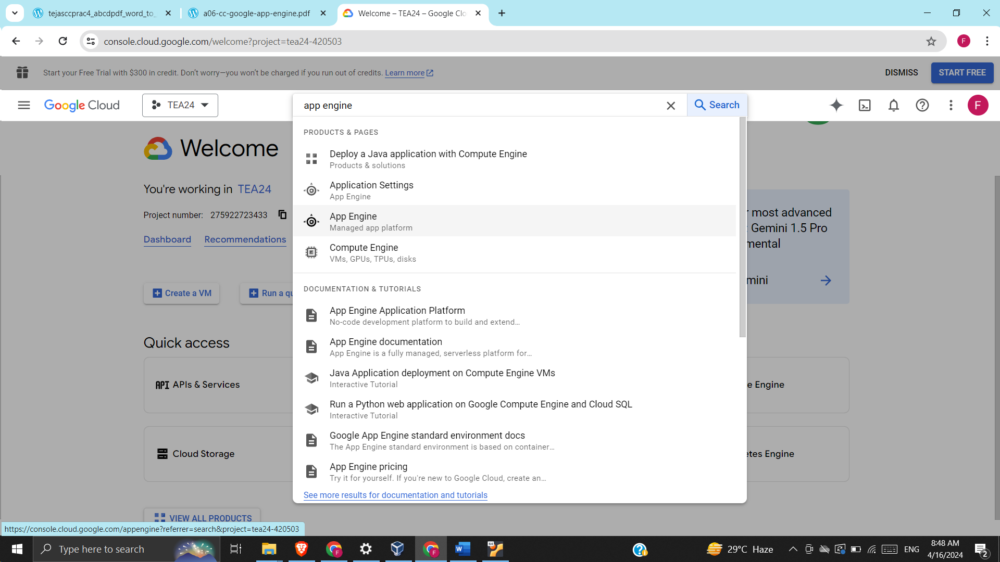 tejasccprac4_abcdpdf_word_to_
a06-cc-google-app-engine.pdf
Welcome – TEA24 – Google Clo
console.cloud.google.com/welcome?project=tea24-420503
F
Start your Free Trial with $300 in credit. Don't worry—you won't be charged if you run out of credits. Learn more
DISMISS
START FREE
Google Cloud
TEA24
app engine
Search
F
PRODUCTS & PAGES
Deploy a Java application with Compute Engine
Products & solutions
Application Settings
App Engine
App Engine
Managed app platform
Compute Engine
VMs, GPUs, TPUs, disks
DOCUMENTATION & TUTORIALS
App Engine Application Platform
No-code development platform to build and extend...
App Engine documentation
App Engine is a fully managed, serverless platform for...
Java Application deployment on Compute Engine VMs
Interactive Tutorial
Run a Python web application on Google Compute Engine and Cloud SQL
Interactive Tutorial
Google App Engine standard environment docs
The App Engine standard environment is based on container...
App Engine pricing
Try it for yourself. If you're new to Google Cloud, create an...
See more results for documentation and tutorials
Welcome
You're working in TEA24
Project number: 275922723433
Dashboard
Recommendations
Create a VM
Run a qu
r most advanced
: Gemini 1.5 Pro
mental
mini
Quick access
API APIs & Services
e Engine
Cloud Storage
etes Engine
VIEW ALL PRODUCTS
https://console.cloud.google.com/appengine?referrer=search&project=tea24-420503
Type here to search
F
F
W
64
29°C Haze
ENG
8:48 AM
4/16/2024
2